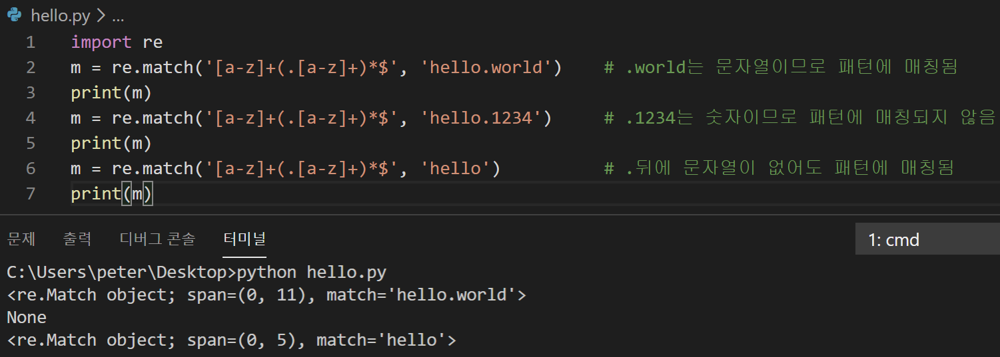 hello.py > ...
1 import re
2 m = re.match('[a-z]+(.[a-z]+)*$', 'hello.world')    # .world는 문자열이므로 패턴에 매칭됨
3 print(m)
4 m = re.match('[a-z]+(.[a-z]+)*$', 'hello.1234')     # .1234는 숫자이므로 패턴에 매칭되지 않음
5 print(m)
6 m = re.match('[a-z]+(.[a-z]+)*$', 'hello')          # .뒤에 문자열이 없어도 패턴에 매칭됨
7 print(m)
문제 출력 디버그 콘솔 터미널 1: cmd
C:\Users\peter\Desktop>python hello.py
<re.Match object; span=(0, 11), match='hello.world'>
None
<re.Match object; span=(0, 5), match='hello'>